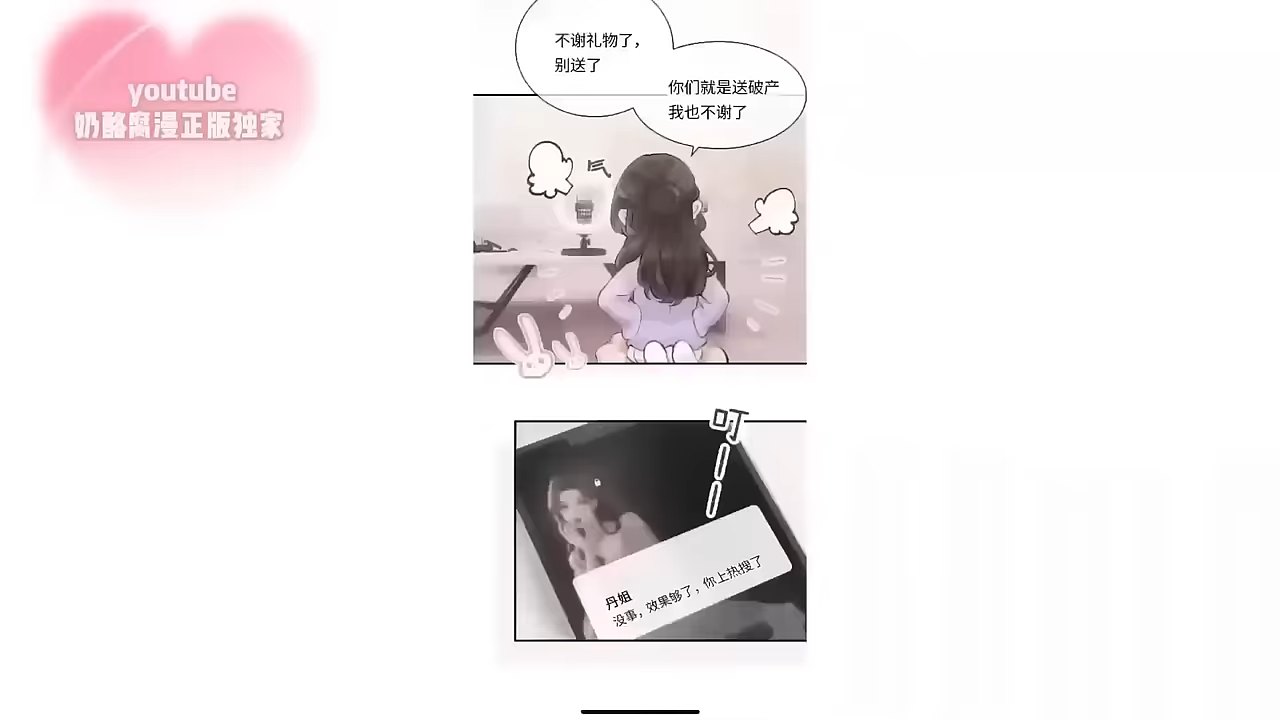 youtube
奶酪腐漫正版独家
不谢礼物了，
别送了
你们就是送破产
我也不谢了
气
叮——
丹姐
没事，效果够了，你上热搜了